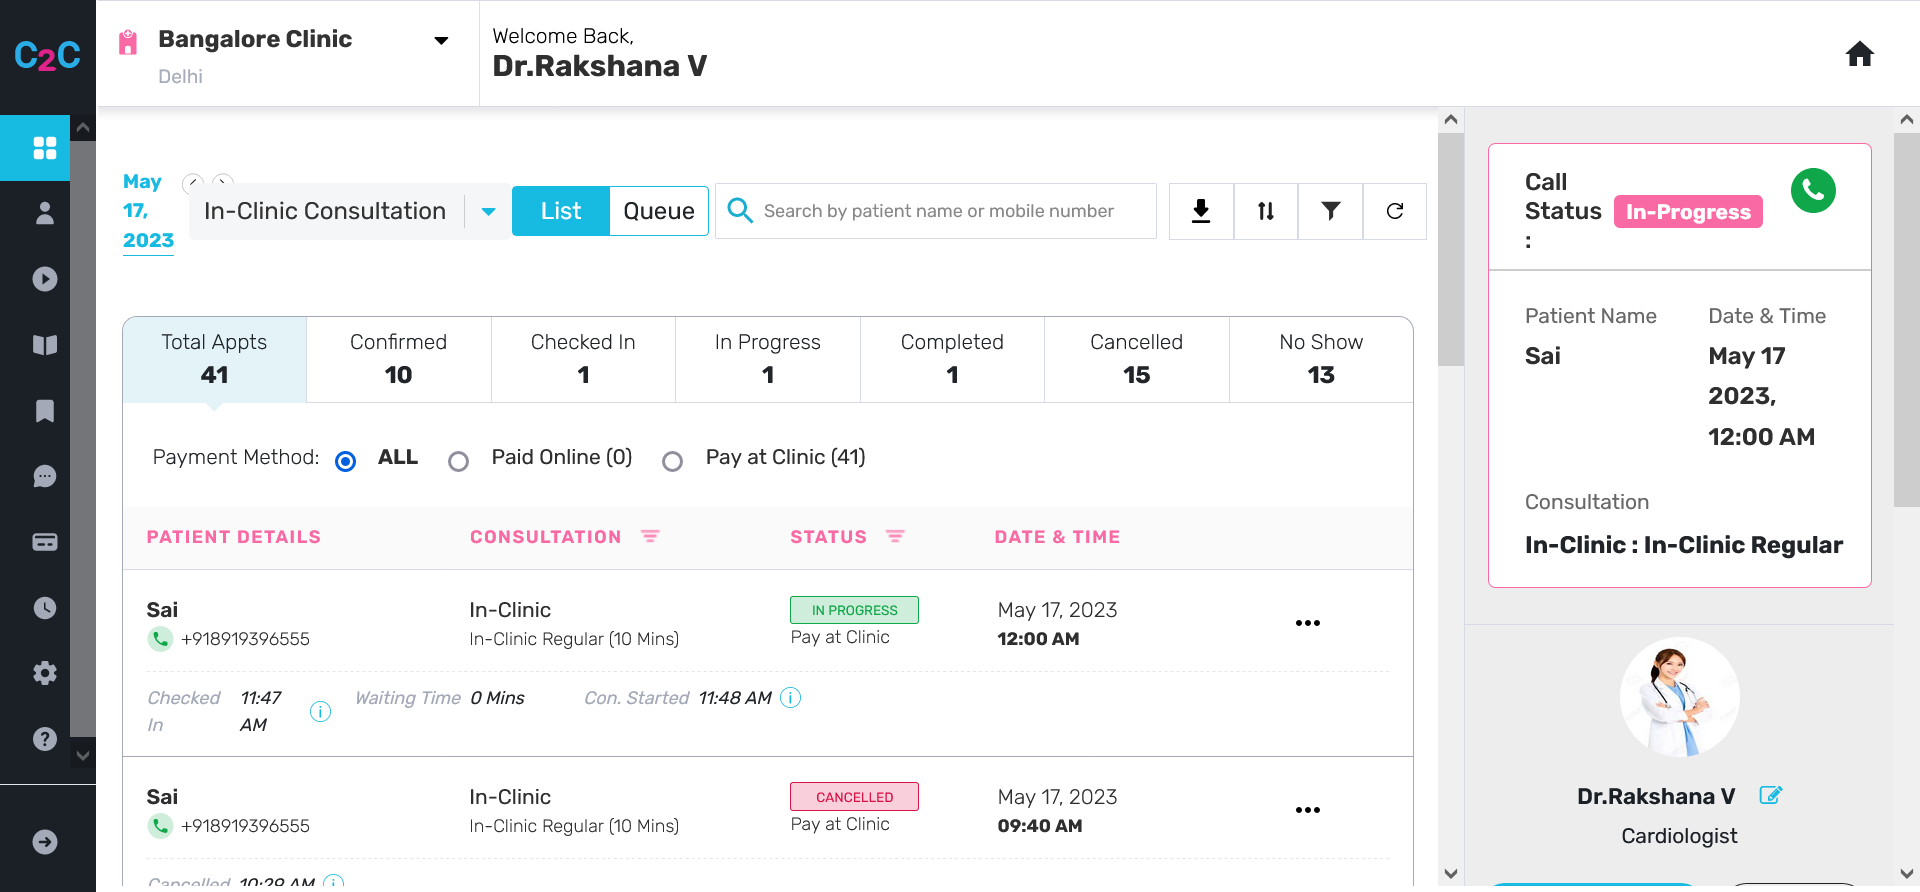 C2C
Bangalore Clinic
Delhi
Welcome Back,
Dr.Rakshana V
May
17,
2023
In-Clinic Consultation
List
Queue
Search by patient name or mobile number
Total Appts
41
Confirmed
10
Checked In
1
In Progress
1
Completed
1
Cancelled
15
No Show
13
Payment Method:
ALL
Paid Online (0)
Pay at Clinic (41)
PATIENT DETAILS
CONSULTATION
STATUS
DATE & TIME
Sai
+918919396555
In-Clinic
In-Clinic Regular (10 Mins)
IN PROGRESS
Pay at Clinic
May 17, 2023
12:00 AM
Checked
In
11:47
AM
Waiting Time 0 Mins
Con. Started 11:48 AM
Sai
+918919396555
In-Clinic
In-Clinic Regular (10 Mins)
CANCELLED
Pay at Clinic
May 17, 2023
09:40 AM
Cancelled 10:29 AM
Call
Status
:
In-Progress
Patient Name
Sai
Date & Time
May 17
2023,
12:00 AM
Consultation
In-Clinic : In-Clinic Regular
Dr.Rakshana V
Cardiologist